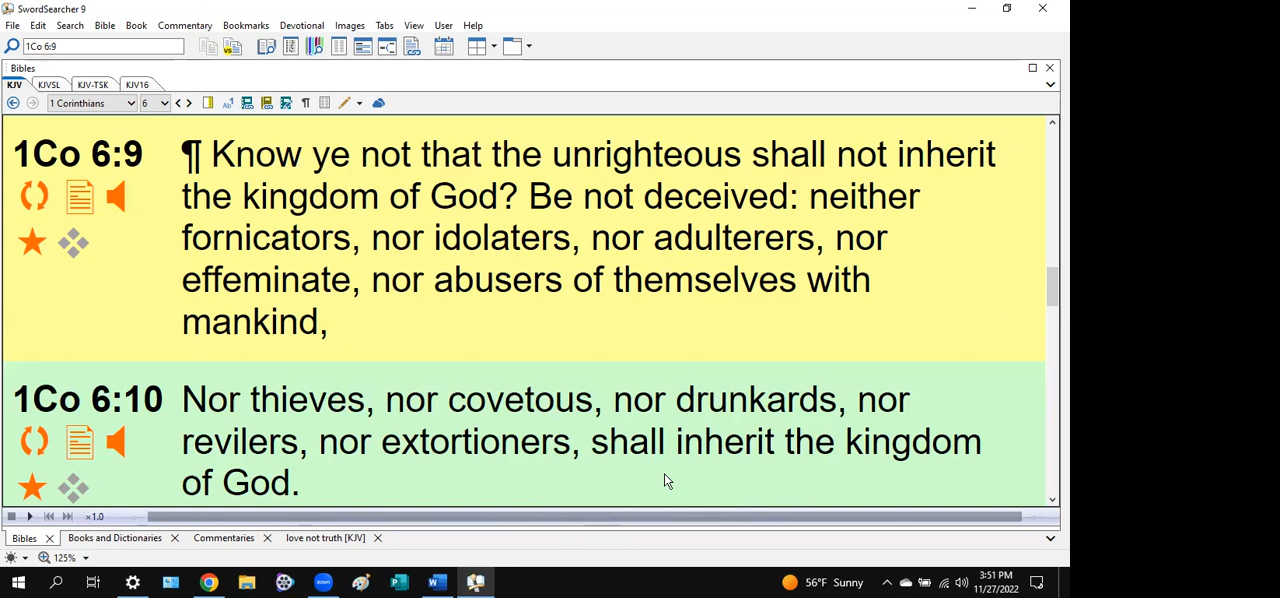 SwordSearcher 9
File Edit Search Bible Book Commentary Bookmarks Devotional Images Tabs View User Help
1Co 6:9
Bibles
KJV KJVSL KJV-TSK KJV16
1 Corinthians 6
1Co 6:9 ¶ Know ye not that the unrighteous shall not inherit
the kingdom of God? Be not deceived: neither
fornicators, nor idolaters, nor adulterers, nor
effeminate, nor abusers of themselves with
mankind,
1Co 6:10 Nor thieves, nor covetous, nor drunkards, nor
revilers, nor extortioners, shall inherit the kingdom
of God.
×1.0
Bibles Books and Dictionaries Commentaries love not truth [KJV]
125%
56°F Sunny 3:51 PM
11/27/2022